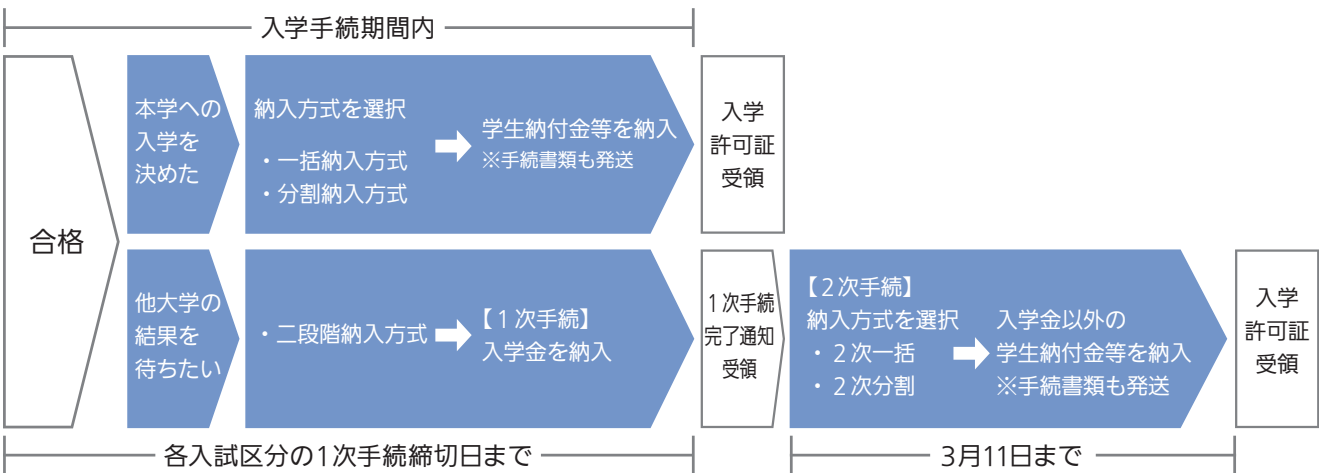 入学手続期間内
合格
本学への
入学を
決めた
納入方式を選択
・一括納入方式
・分割納入方式
学生納付金等を納入
※手続書類も発送
入学
許可証
受領
他大学の
結果を
待ちたい
・二段階納入方式
【1次手続】
入学金を納入
1次手続
完了通知
受領
【2次手続】
納入方式を選択
・2次一括
・2次分割
入学金以外の
学生納付金等を納入
※手続書類も発送
入学
許可証
受領
各入試区分の1次手続締切日まで
3月11日まで